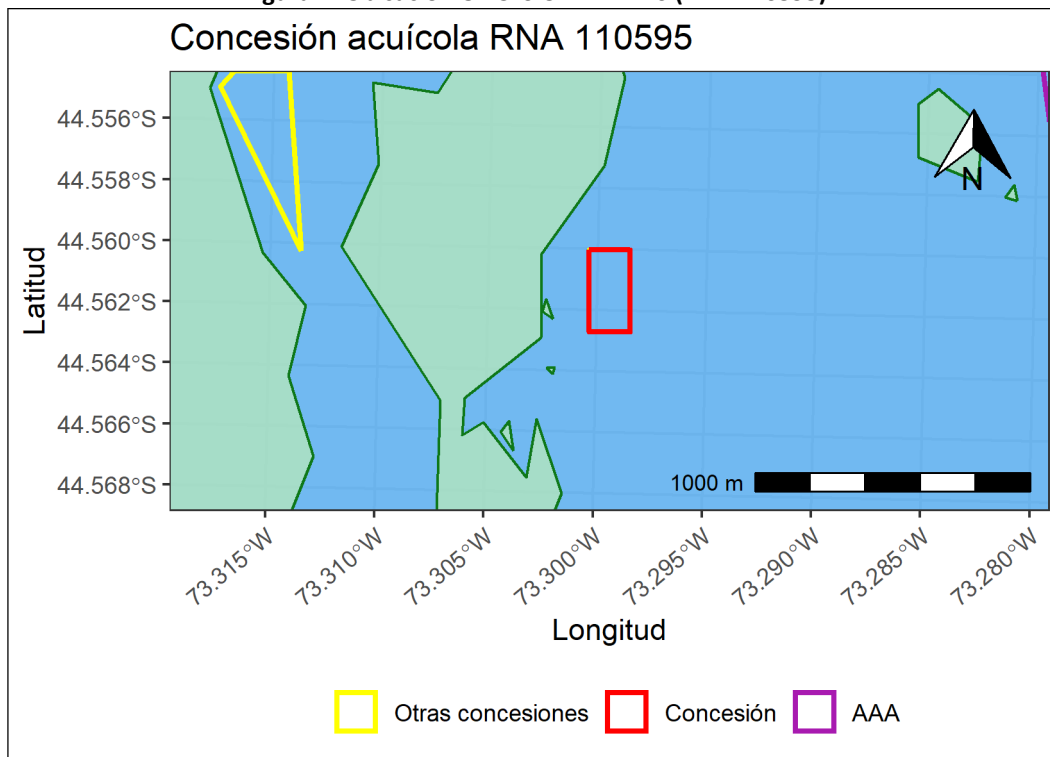 Concesión acuícola RNA 110595
44.556°S
44.558°S
44.560°S
44.562°S
44.564°S
44.566°S
44.568°S
Latitud
N
1000 m
73.315°W
73.310°W
73.305°W
73.300°W
73.295°W
73.290°W
73.285°W
73.280°W
Longitud
Otras concesiones
Concesión
AAA